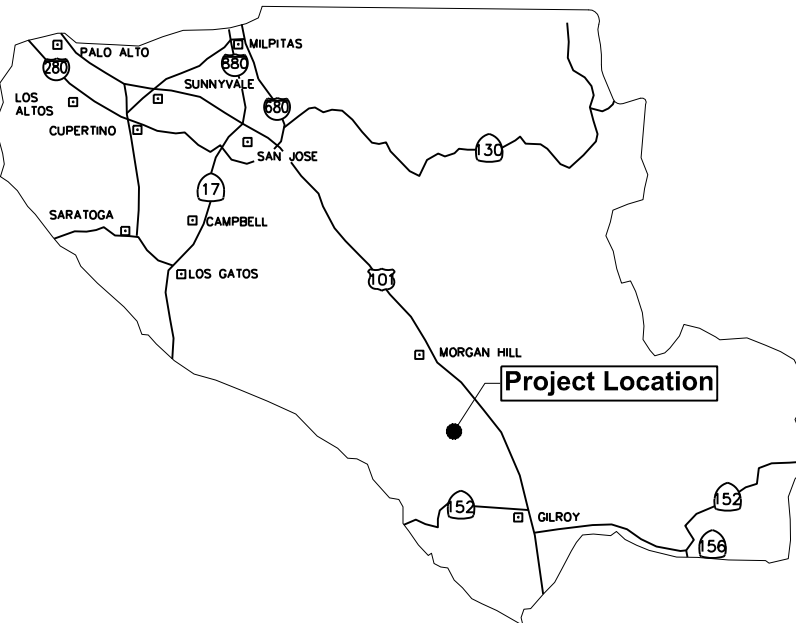 PALO ALTO
MILPITAS
280
880
SUNNYVALE
LOS
ALTOS
680
CUPERTINO
SAN JOSE
130
17
SARATOGA
CAMPBELL
LOS GATOS
101
MORGAN HILL
Project Location
152
GILROY
152
156